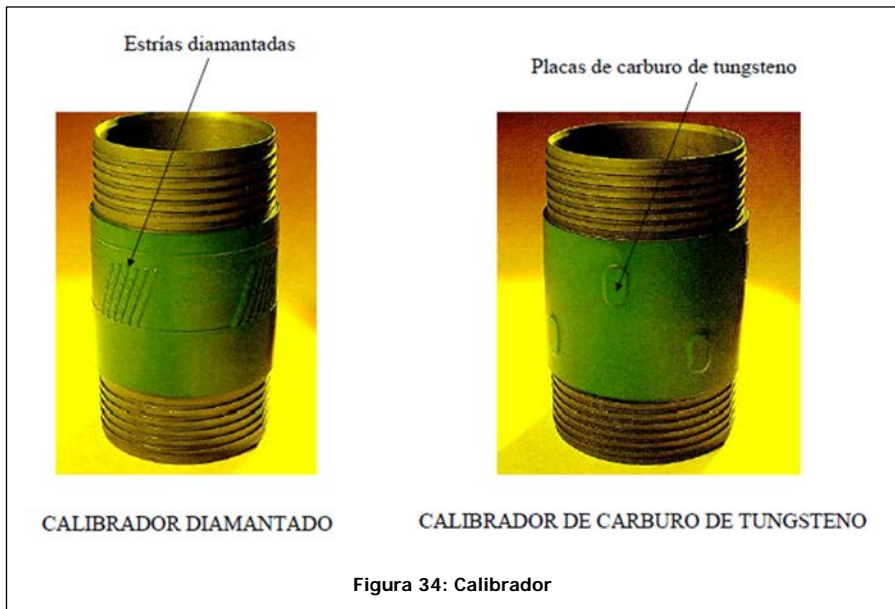 Estrías diamantadas
Placas de carburo de tungsteno
CALIBRADOR DIAMANTADO
CALIBRADOR DE CARBURO DE TUNGSTENO
Figura 34: Calibrador